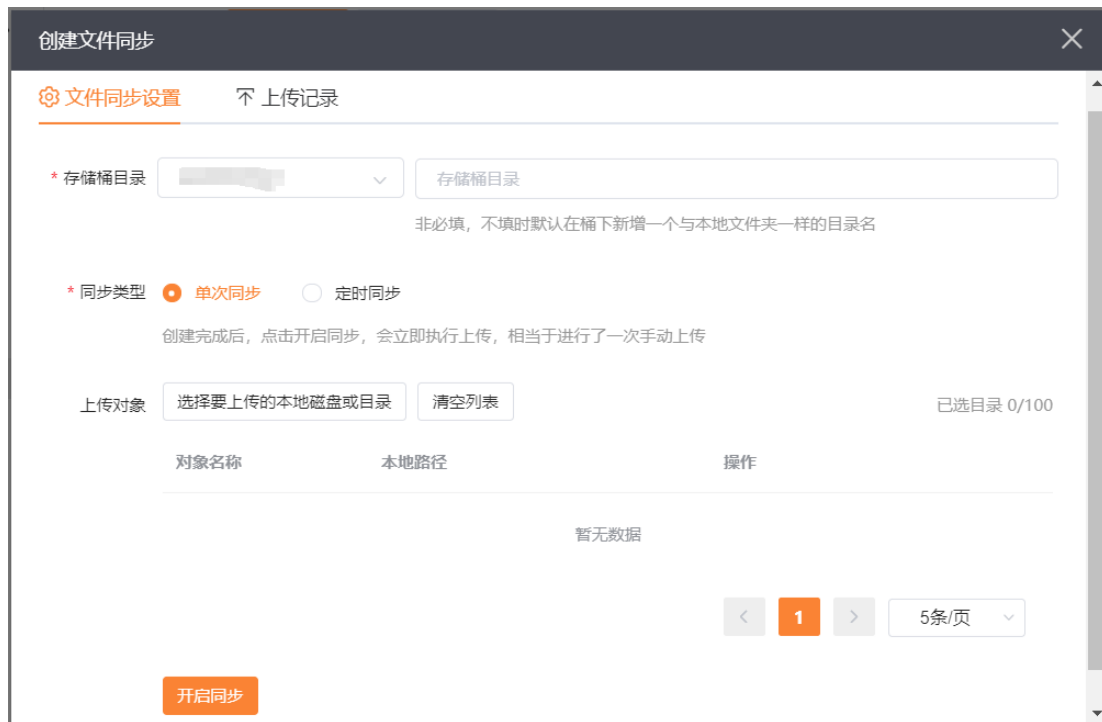 创建文件同步
文件同步设置 上传记录
* 存储桶目录 存储桶目录
非必填，不填时默认在桶下新增一个与本地文件夹一样的目录名
* 同步类型 单次同步 定时同步
创建完成后，点击开启同步，会立即执行上传，相当于进行了一次手动上传
上传对象 选择要上传的本地磁盘或目录 清空列表 已选目录 0/100
对象名称 本地路径 操作
暂无数据
1 5条/页
开启同步